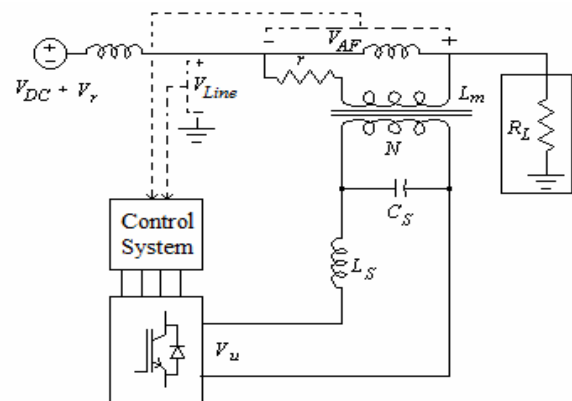 - V_AF +
r
V_DC + V_r
+
V_Line
-
L_m
R_L
N
C_S
Control
System
L_S
V_u